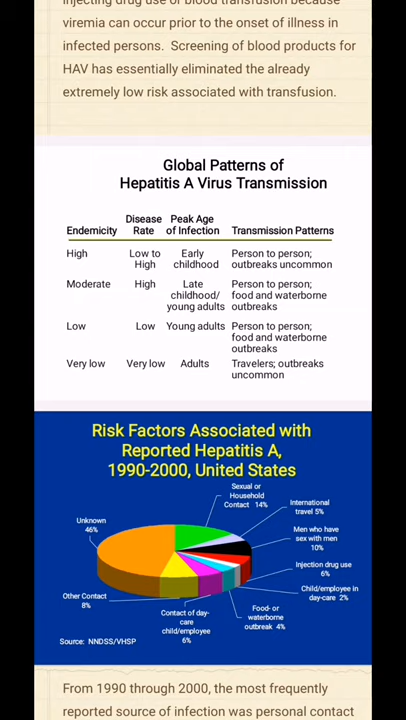 injecting drug use or blood transfusion because
viremia can occur prior to the onset of illness in
infected persons. Screening of blood products for
HAV has essentially eliminated the already
extremely low risk associated with transfusion.
Global Patterns of
Hepatitis A Virus Transmission
Endemicity Disease Rate Peak Age of Infection Transmission Patterns
High Low to High Early childhood Person to person; outbreaks uncommon
Moderate High Late childhood/ young adults Person to person; food and waterborne outbreaks
Low Low Young adults Person to person; food and waterborne outbreaks
Very low Very low Adults Travelers; outbreaks uncommon
Risk Factors Associated with
Reported Hepatitis A,
1990-2000, United States
Sexual or
Household
Contact 14%
International
travel 5%
Men who have
sex with men
10%
Injection drug use
6%
Child/employee in
day-care 2%
Food- or
waterborne
outbreak 4%
Contact of day-
care
child/employee
6%
Other Contact
8%
Unknown
46%
Source: NNDSS/VHSP
From 1990 through 2000, the most frequently
reported source of infection was personal contact